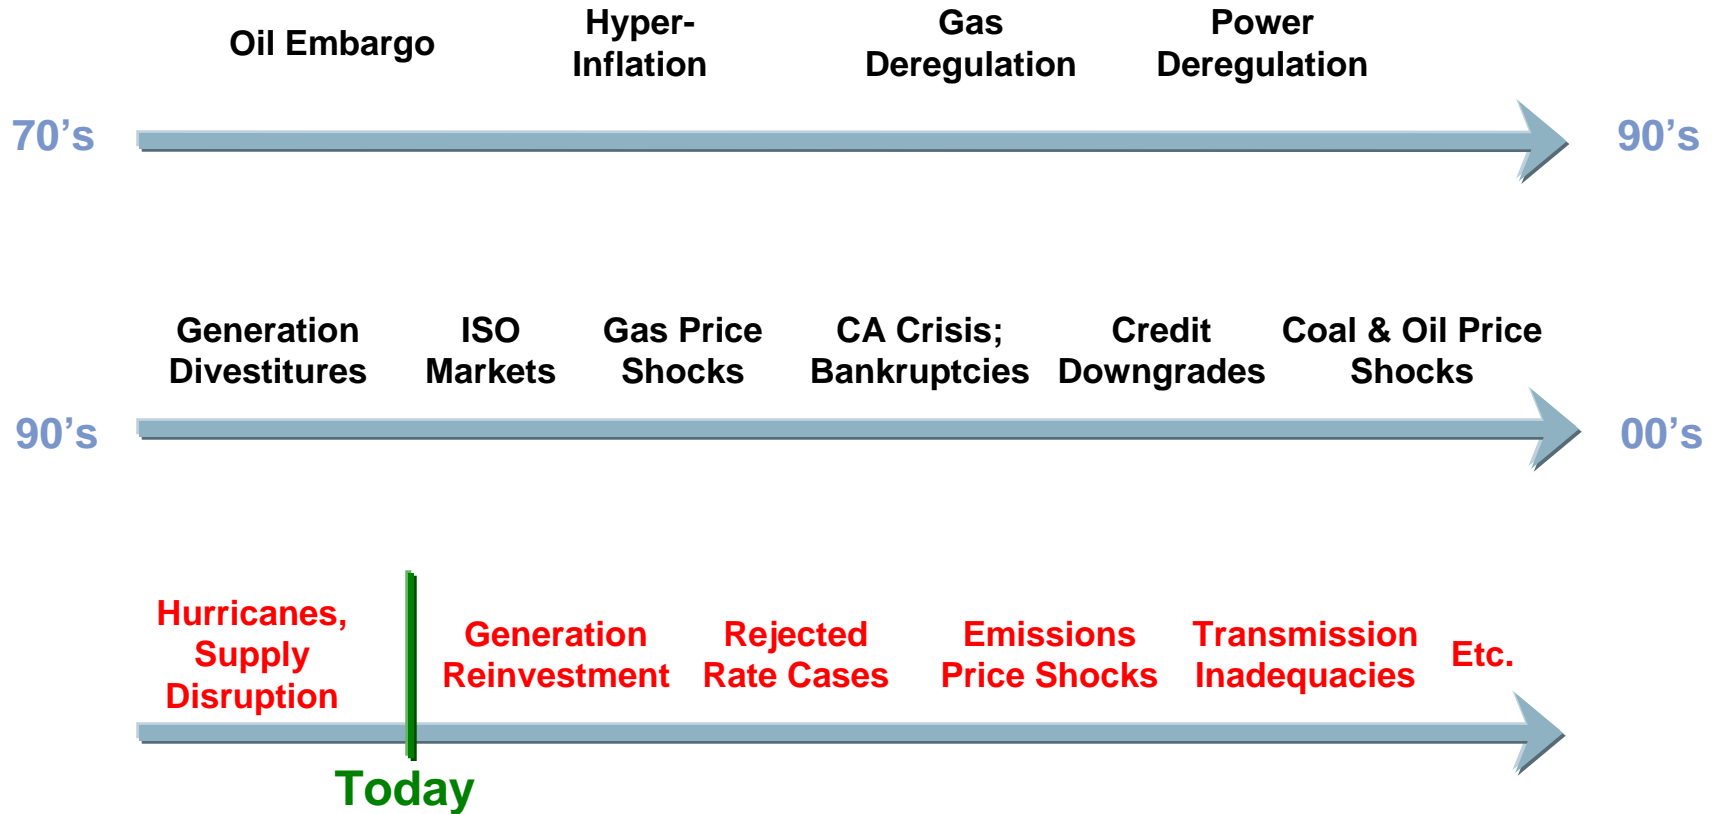 Oil Embargo
Hyper-
Inflation
Gas
Deregulation
Power
Deregulation
70’s
90’s
Generation
Divestitures
ISO
Markets
Gas Price
Shocks
CA Crisis;
Bankruptcies
Credit
Downgrades
Coal & Oil Price
Shocks
90’s
00’s
Hurricanes,
Supply
Disruption
Generation
Reinvestment
Rejected
Rate Cases
Emissions
Price Shocks
Transmission
Inadequacies
Etc.
Today